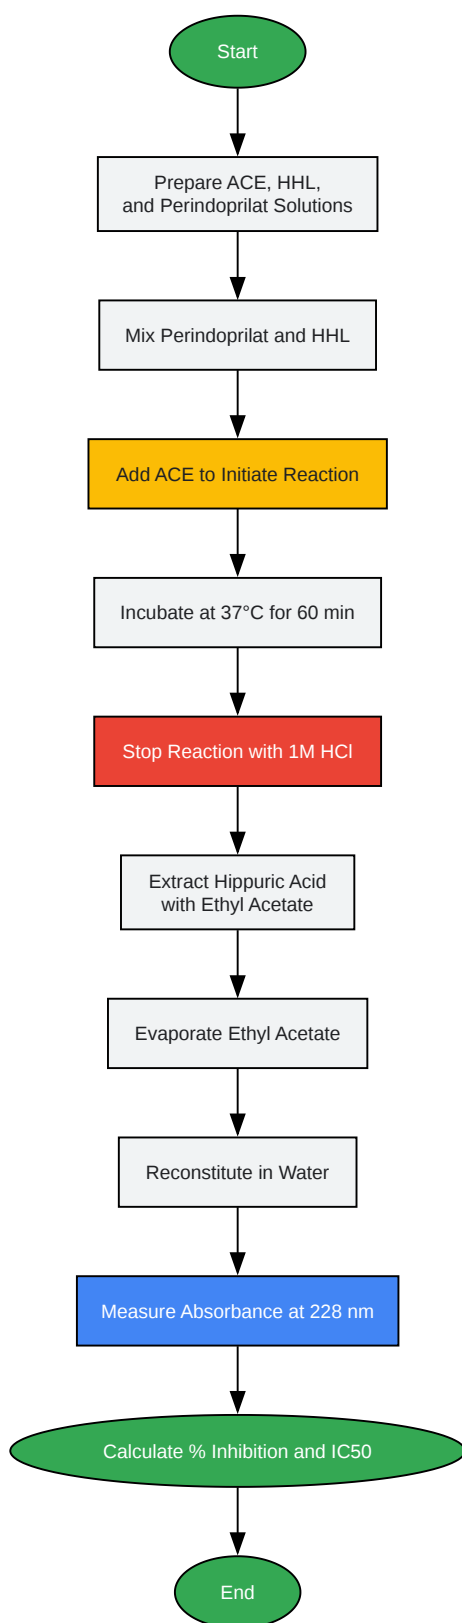 Start
Prepare ACE, HHL,
and Perindoprilat Solutions
Mix Perindoprilat and HHL
Add ACE to Initiate Reaction
Incubate at 37°C for 60 min
Stop Reaction with 1M HCl
Extract Hippuric Acid
with Ethyl Acetate
Evaporate Ethyl Acetate
Reconstitute in Water
Measure Absorbance at 228 nm
Calculate % Inhibition and IC50
End